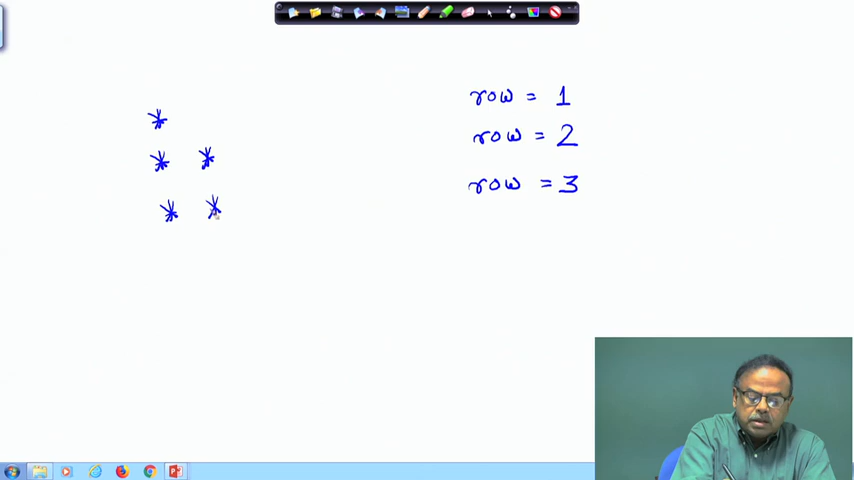 * row = 1
* * row = 2
* * row = 3